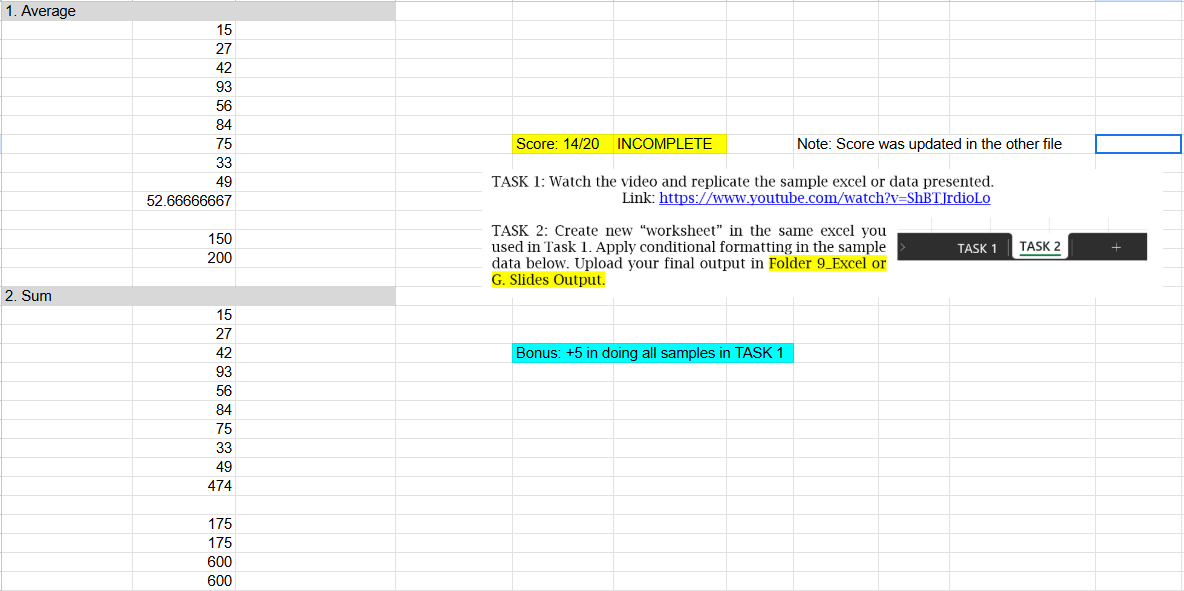 1. Average
15
27
42
93
56
84
75
Score: 14/20 INCOMPLETE Note: Score was updated in the other file
33
49
52.66666667
150
200
TASK 1: Watch the video and replicate the sample excel or data presented.
Link: https://www.youtube.com/watch?v=ShBTJrdioLo
TASK 2: Create new “worksheet” in the same excel you
used in Task 1. Apply conditional formatting in the sample
data below. Upload your final output in Folder 9_Excel or
G. Slides Output.
TASK 1 TASK 2 +
2. Sum
15
27
42
Bonus: +5 in doing all samples in TASK 1
93
56
84
75
33
49
474
175
175
600
600